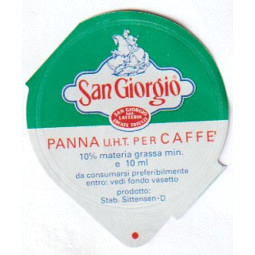 San Giorgio®
SAN GIORGIO
LATTERIA
PANNA U.H.T. PER CAFFE'
10% materia grassa min.
e 10 ml
da consumarsi preferibilmente
entro: vedi fondo vasetto
prodotto:
Stab. Sittensen-D